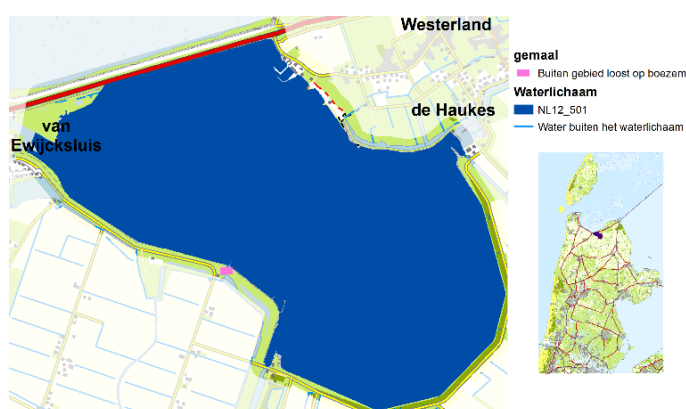 Westerland
de Haukes
van
Ewijcksluis
gemaal
Buiten gebied loost op boezem
Waterlichaam
NL12_501
Water buiten het waterlichaam